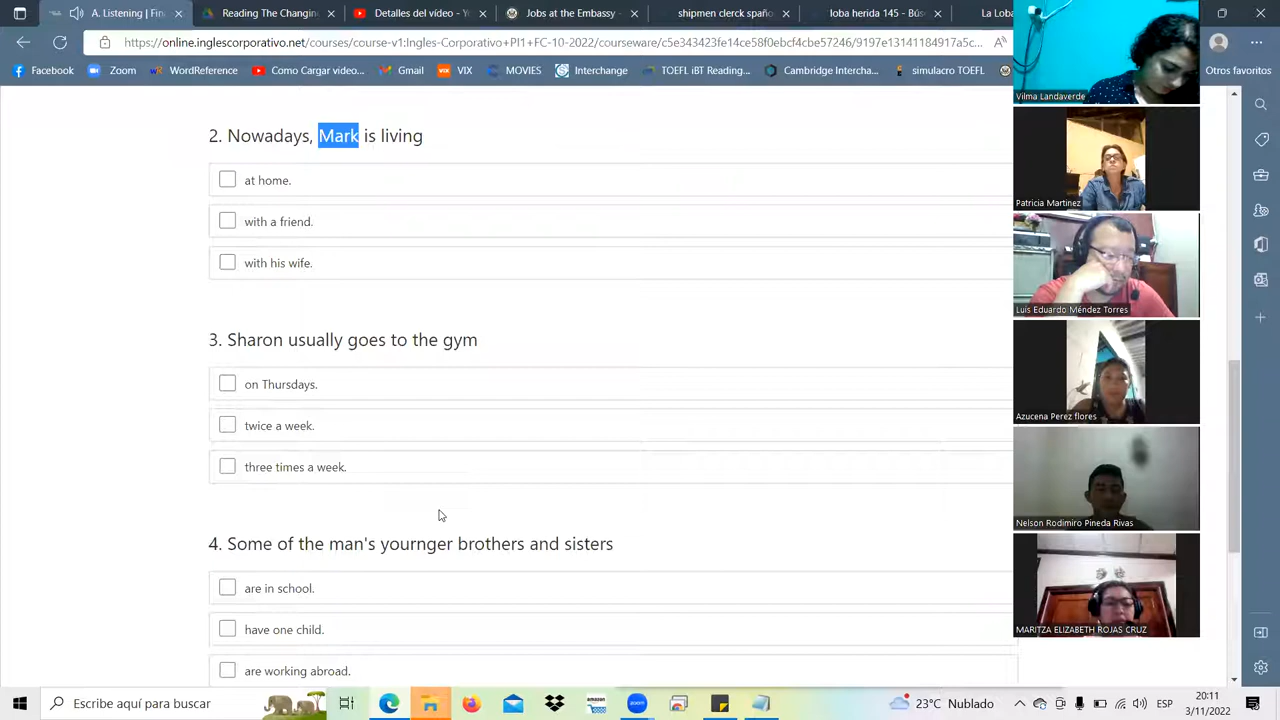 A. Listening | Fina
Reading The Changin
Detalles del vídeo
Jobs at the Embassy -
shipmen clerk spaño
loba herida 145 - Bús
La Lob
https://online.inglescorporativo.net/courses/course-v1:Ingles-Corporativo+PI1+FC-10-2022/courseware/c5e343423fe14ce58f0ebcf4cbe57246/9197e13141184917a5c...
Facebook
Zoom
WordReference
Como Cargar video...
Gmail
VIX
MOVIES
Interchange
TOEFL iBT Reading...
Cambridge Intercha...
simulacro TOEFL
Otros favoritos
2. Nowadays, Mark is living
at home.
with a friend.
with his wife.
3. Sharon usually goes to the gym
on Thursdays.
twice a week.
three times a week.
4. Some of the man's yournger brothers and sisters
are in school.
have one child.
are working abroad.
Vilma Landaverde
Patricia Martinez
Luis Eduardo Méndez Torres
Azucena Perez flores
Nelson Rodimiro Pineda Rivas
MARITZA ELIZABETH ROJAS CRUZ
Escribe aquí para buscar
amazon
zoom
23°C Nublado
ESP
20:11
3/11/2022